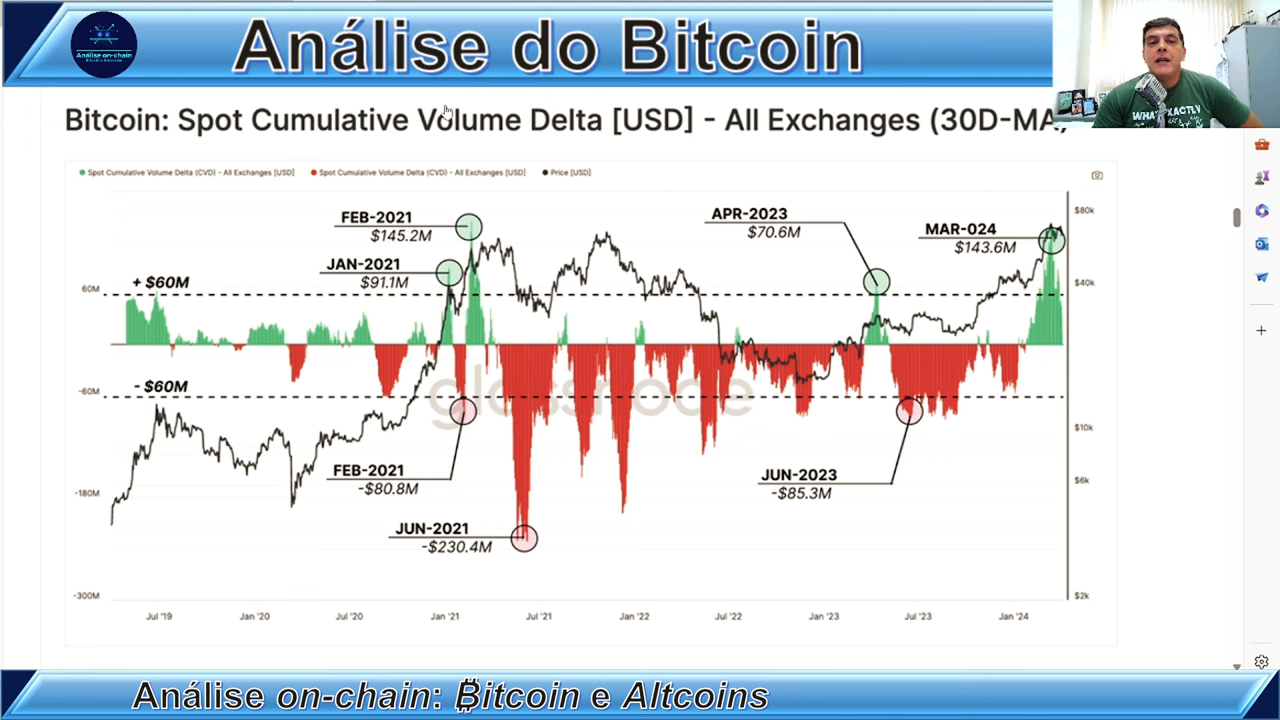 Análise do Bitcoin
Análise on-chain
Bitcoin: Spot Cumulative Volume Delta [USD] - All Exchanges (30D-MA)
WHAT EXACTLY
Spot Cumulative Volume Delta (CVD) - All Exchanges [USD]
Spot Cumulative Volume Delta (CVD) - All Exchanges [USD]
Price [USD]
FEB-2021
$145.2M
APR-2023
$70.6M
MAR-024
$143.6M
$80k
JAN-2021
$91.1M
+ $60M
60M
$40k
- $60M
-60M
glassnode
$10k
FEB-2021
-$80.8M
JUN-2023
-$85.3M
-180M
$6k
JUN-2021
-$230.4M
-300M
$2k
Jul '19
Jan '20
Jul '20
Jan '21
Jul '21
Jan '22
Jul '22
Jan '23
Jul '23
Jan '24
Análise on-chain: ₿itcoin e Altcoins